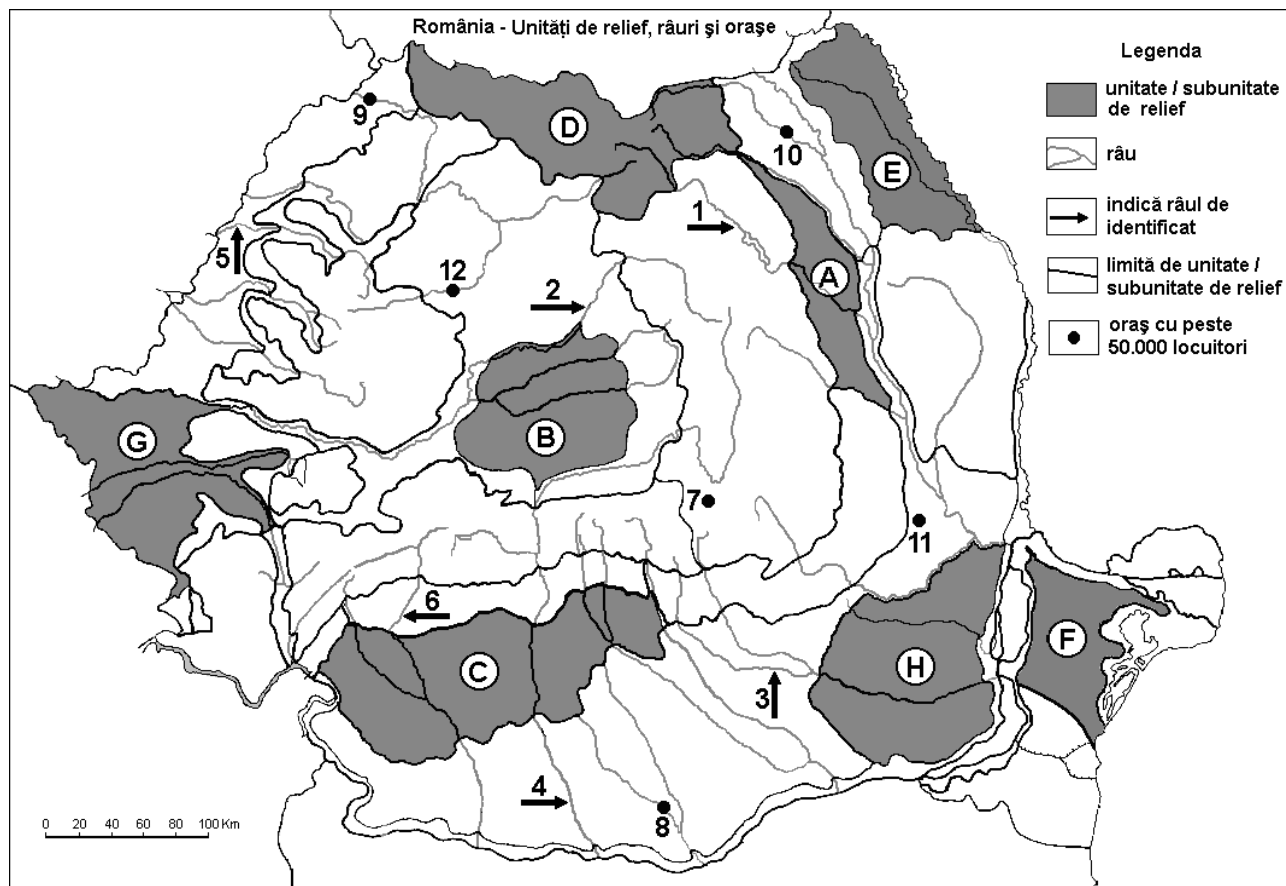 România - Unități de relief, râuri și orașe
Legenda
unitate / subunitate
de relief
râu
indică râul de
identificat
limită de unitate /
subunitate de relief
oraș cu peste
50.000 locuitori
9
D
10
E
1
5
12
A
2
G
B
7
11
6
C
3
H
F
4
8
0 20 40 60 80 100 Km